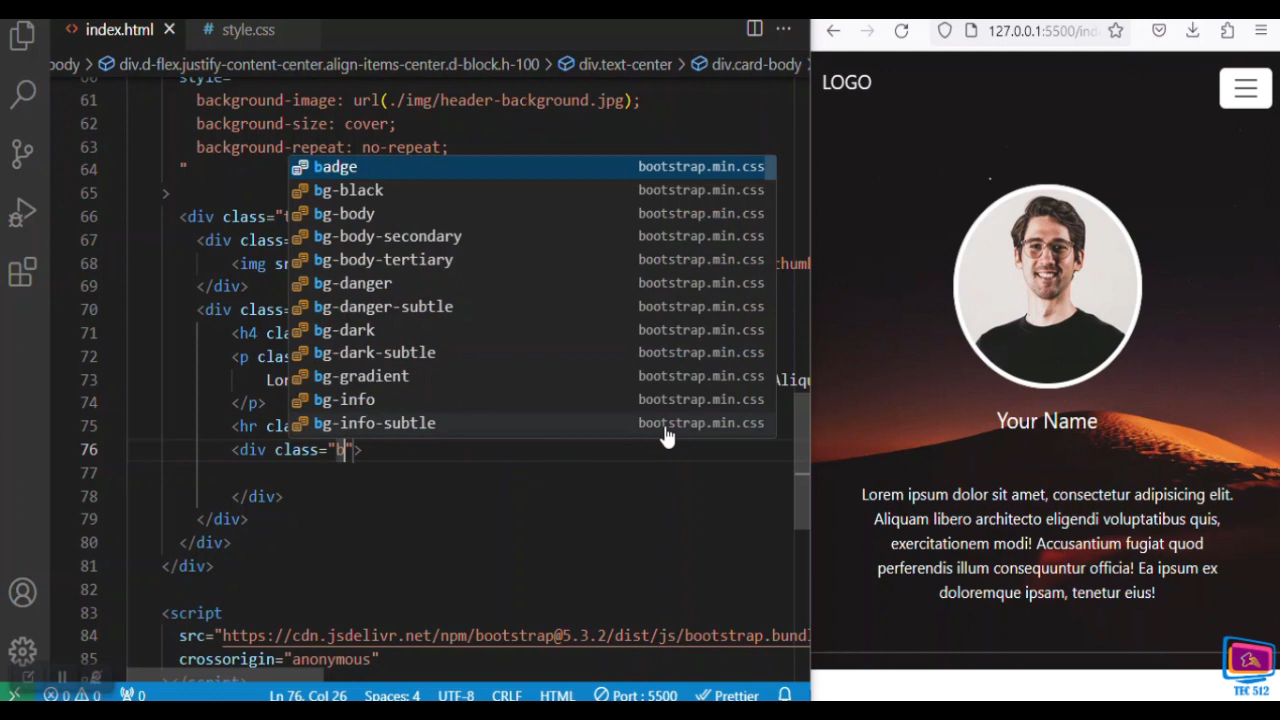 index.html
style.css
body > div.d-flex.justify-content-center.align-items-center.d-block.h-100 > div.text-center > div.card-body
style=
61 background-image: url(./img/header-background.jpg);
62 background-size: cover;
63 background-repeat: no-repeat;
64 "
65 >
66 <div class="t
67 <div class=
68 <img sr
69 </div>
70 <div class=
71 <h4 cla
72 <p clas
73 Lor
74 </p>
75 <hr cla
76 <div class="b">
77
78 </div>
79 </div>
80 </div>
81 </div>
82
83 <script
84 src="https://cdn.jsdelivr.net/npm/bootstrap@5.3.2/dist/js/bootstrap.bundl
85 crossorigin="anonymous"
badge bootstrap.min.css
bg-black bootstrap.min.css
bg-body bootstrap.min.css
bg-body-secondary bootstrap.min.css
bg-body-tertiary bootstrap.min.css
bg-danger bootstrap.min.css
bg-danger-subtle bootstrap.min.css
bg-dark bootstrap.min.css
bg-dark-subtle bootstrap.min.css
bg-gradient bootstrap.min.css
bg-info bootstrap.min.css
bg-info-subtle bootstrap.min.css
thumb
Aliqu
0 0 0 Ln 76, Col 26 Spaces: 4 UTF-8 CRLF HTML Port : 5500 Prettier
127.0.0.1:5500/ind
LOGO
Your Name
Lorem ipsum dolor sit amet, consectetur adipisicing elit.
Aliquam libero architecto eligendi voluptatibus quis,
exercitationem modi! Accusantium fugiat quod
perferendis illum consequuntur officia! Ea ipsum ex
doloremque ipsam, tenetur eius!
TEC 512